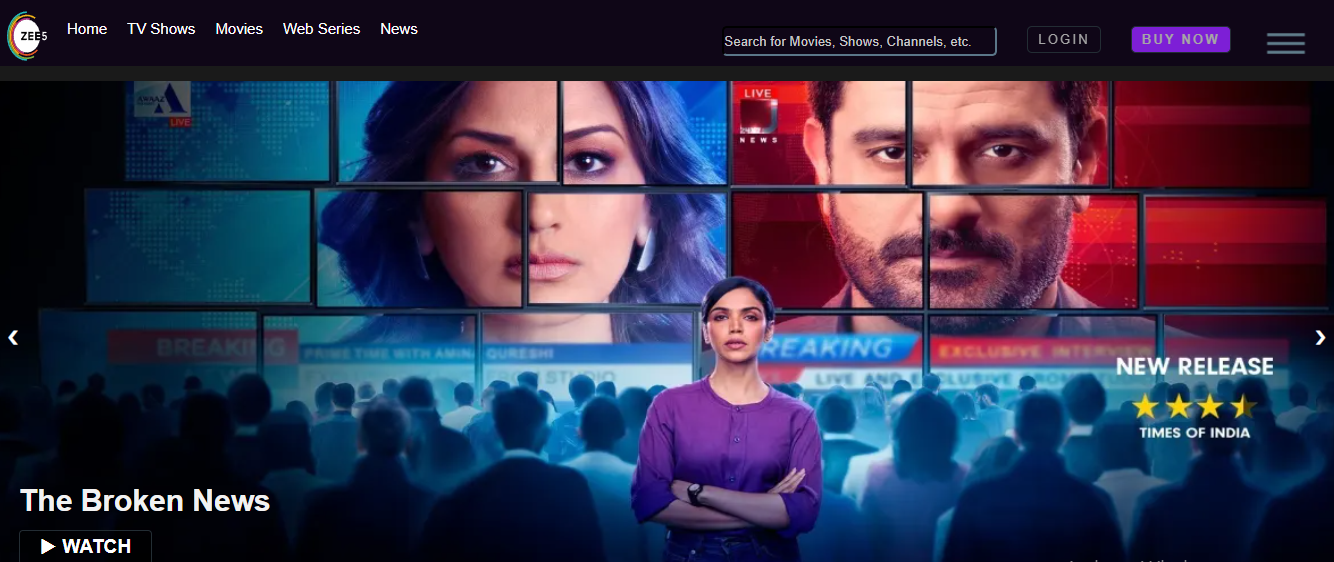 ZEE5
Home TV Shows Movies Web Series News
Search for Movies, Shows, Channels, etc.
LOGIN
BUY NOW
AWAAZ
LIVE
LIVE
NEWS
❮
❯
BREAKING
PRIME TIME WITH AMINA QURESHI
STUDIO
BREAKING
EXCLUSIVE INTERVIEW
LIVE AND EXCLUSIVE
NEW RELEASE
TIMES OF INDIA
The Broken News
▶ WATCH